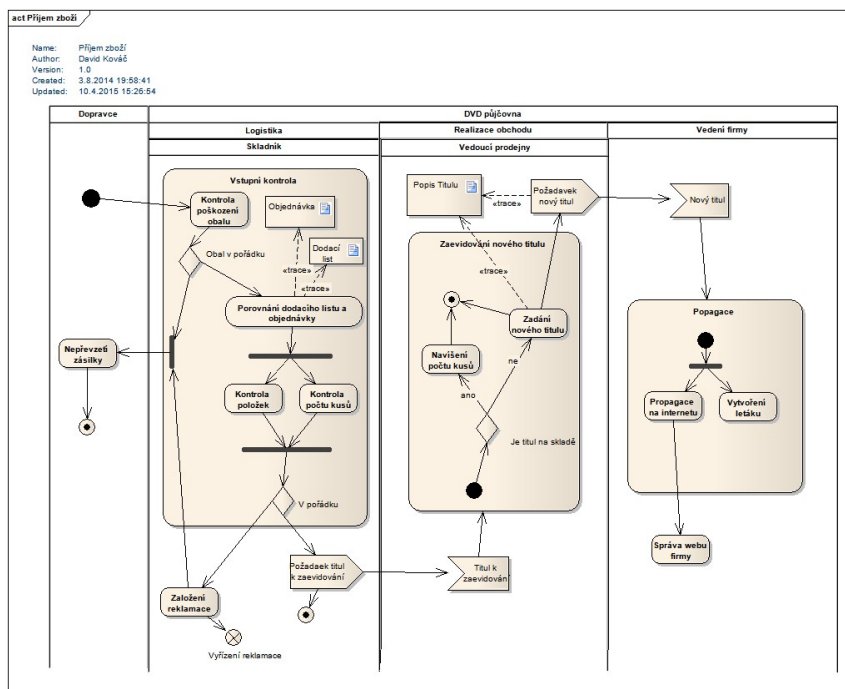 act Příjem zboží
Name: Příjem zboží
Author: David Kováč
Version: 1.0
Created: 3.8.2014 19:58:41
Updated: 10.4.2015 15:26:54
Dopravce
DVD půjčovna
Logistika
Realizace obchodu
Vedení firmy
Skladník
Vedoucí prodejny
Vstupní kontrola
Kontrola
poškození
obalu
Objednávka
Obal v pořádku
Dodací
list
«trace»
«trace»
Porovnání dodacího listu a
objednávky
Nepřevzetí
zásilky
Kontrola
položek
Kontrola
počtu kusů
V pořádku
Založení
reklamace
Vyřízení reklamace
Požadaek titul
k zaevidování
Popis Titulu
«trace»
Požadavek
nový titul
Zaevidování nového titulu
«trace»
Zadání
nového titulu
Navišení
počtu kusů
ne
ano
Je titul na skladě
Titul k
zaevidován
Nový titul
Popagace
Propagace
na internetu
Vytvoření
letáku
Správa webu
firmy